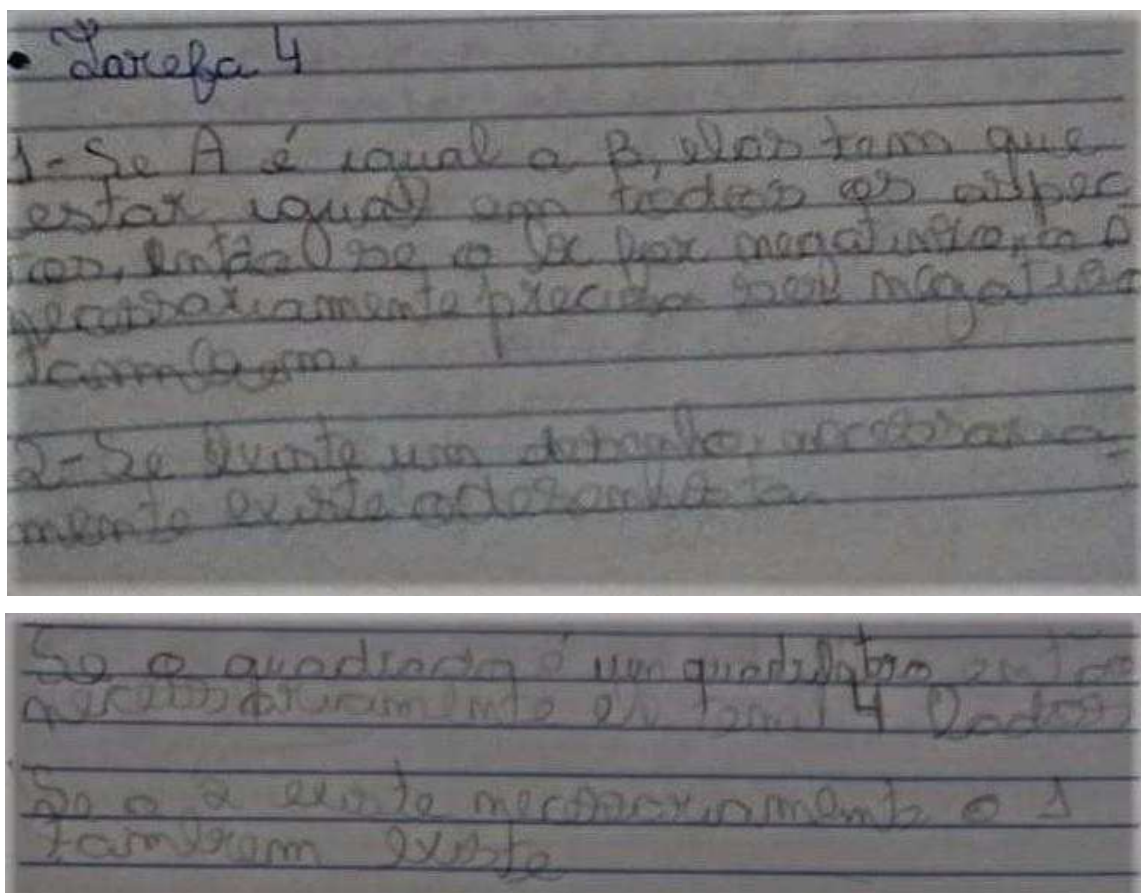 • Tarefa 4
1- Se A é igual a B, elas tem que
estar igual em todos os aspec
tos, então se o B for negativo, o A
necessariamente precisa ser negativo
também.
2- Se existe um desenho, necessaria
mente existe
Se o quadrado é um quadrilátero então
necessariamente ele tem 4 lados
Se o 2 existe necessariamente o 1
também existe